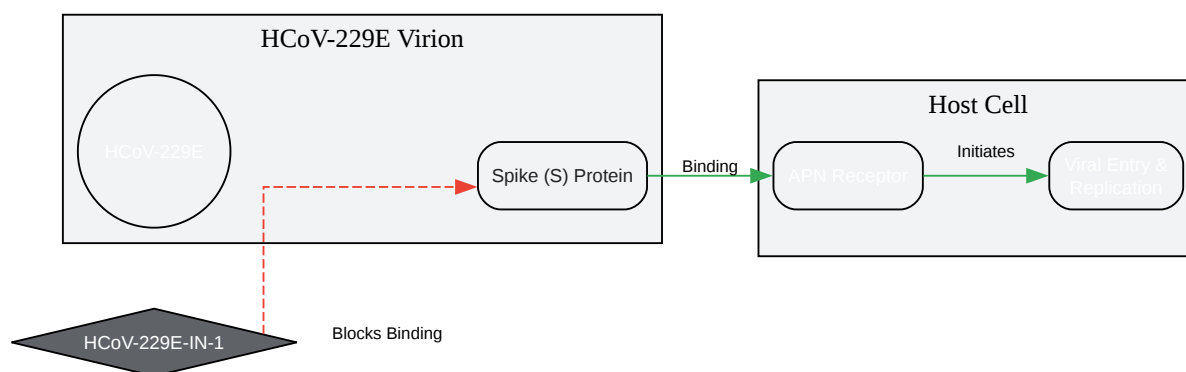 HCoV-229E Virion
HCoV-229E
Spike (S) Protein
Binding
Host Cell
APN Receptor
Initiates
Viral Entry &
Replication
HCoV-229E-IN-1
Blocks Binding